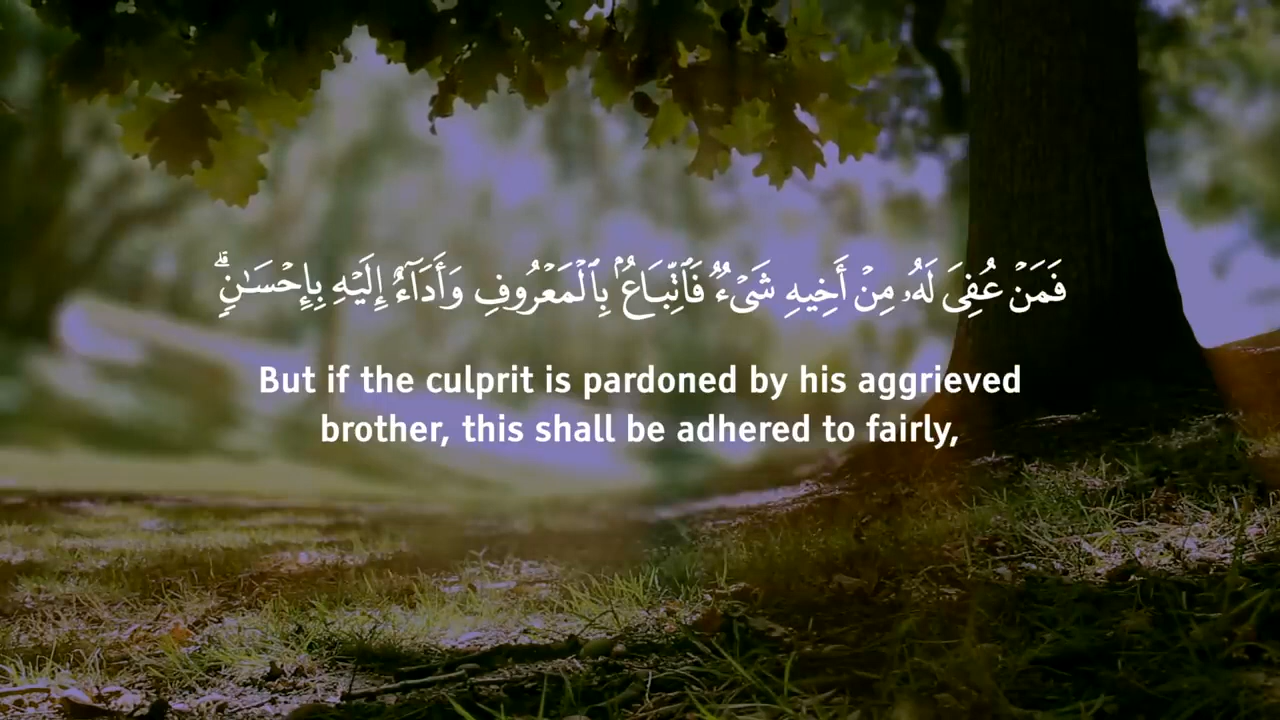 فَمَنْ عُفِىَ لَهُۥ مِنْ أَخِيهِ شَىْءٌۭ فَٱتِّبَاعٌۢ بِٱلْمَعْرُوفِ وَأَدَآءٌ إِلَيْهِ بِإِحْسَـٰنٍۢ ۗ
But if the culprit is pardoned by his aggrieved
brother, this shall be adhered to fairly,